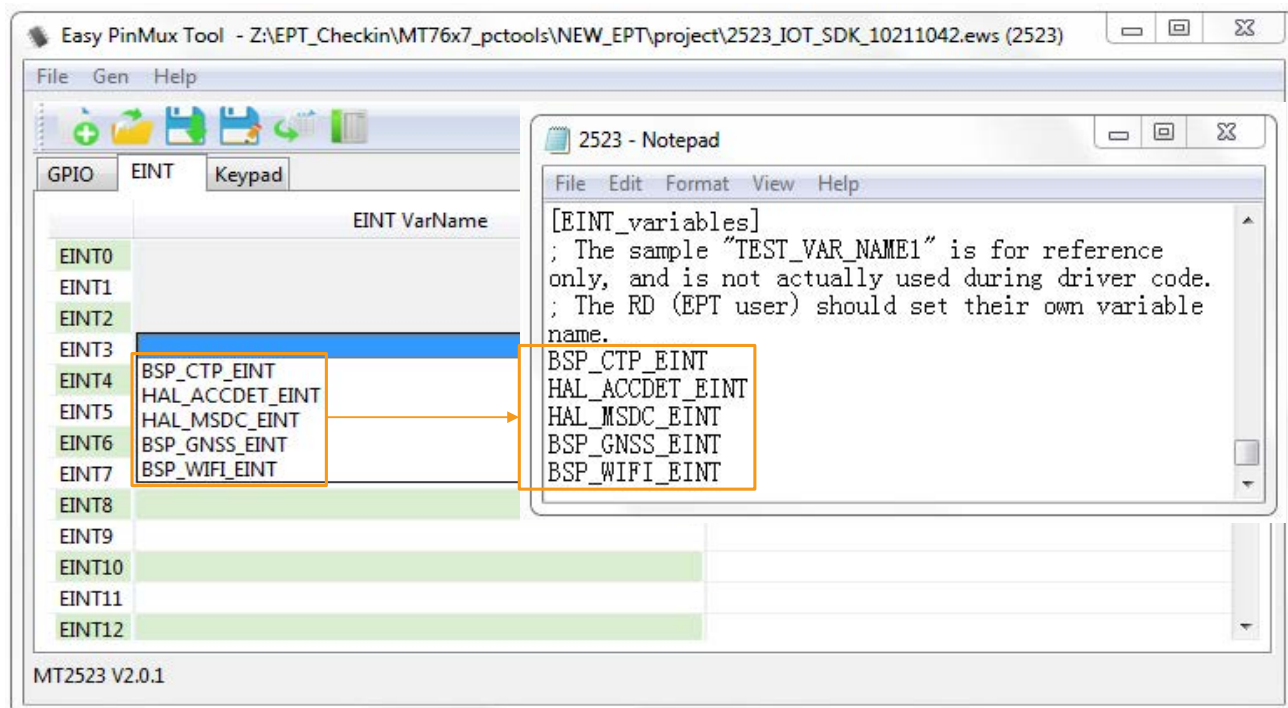 Easy PinMux Tool - Z:\EPT_Checkin\MT76x7_pctools\NEW_EPT\project\2523_IOT_SDK_10211042.ews (2523)
File Gen Help
GPIO EINT Keypad
EINT VarName
EINT0
EINT1
EINT2
EINT3
EINT4
EINT5
EINT6
EINT7
EINT8
EINT9
EINT10
EINT11
EINT12
BSP_CTP_EINT
HAL_ACCDET_EINT
HAL_MSDC_EINT
BSP_GNSS_EINT
BSP_WIFI_EINT
MT2523 V2.0.1
2523 - Notepad
File Edit Format View Help
[EINT_variables]
; The sample "TEST_VAR_NAME1" is for reference
only, and is not actually used during driver code.
; The RD (EPT user) should set their own variable
name.
BSP_CTP_EINT
HAL_ACCDET_EINT
HAL_MSDC_EINT
BSP_GNSS_EINT
BSP_WIFI_EINT